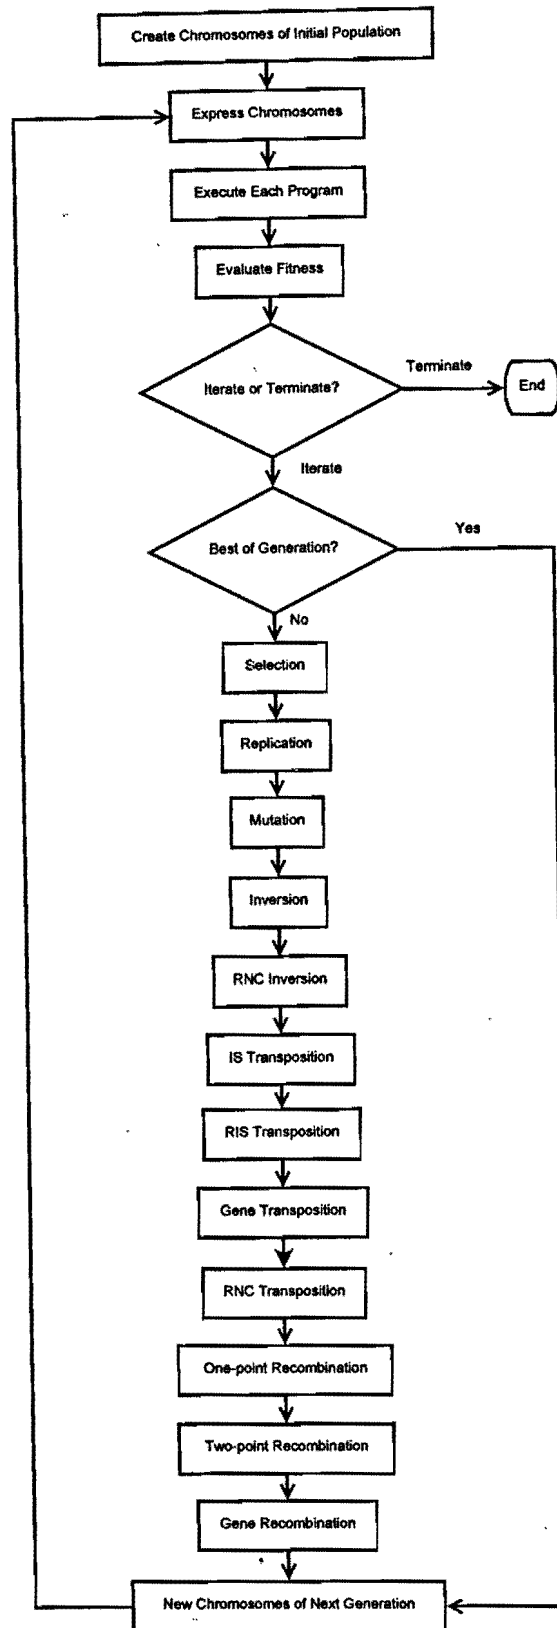 Create Chromosomes of Initial Population
Express Chromosomes
Execute Each Program
Evaluate Fitness
Iterate or Terminate?
Terminate
End
Iterate
Best of Generation?
Yes
No
Selection
Replication
Mutation
Inversion
RNC Inversion
IS Transposition
RIS Transposition
Gene Transposition
RNC Transposition
One-point Recombination
Two-point Recombination
Gene Recombination
New Chromosomes of Next Generation